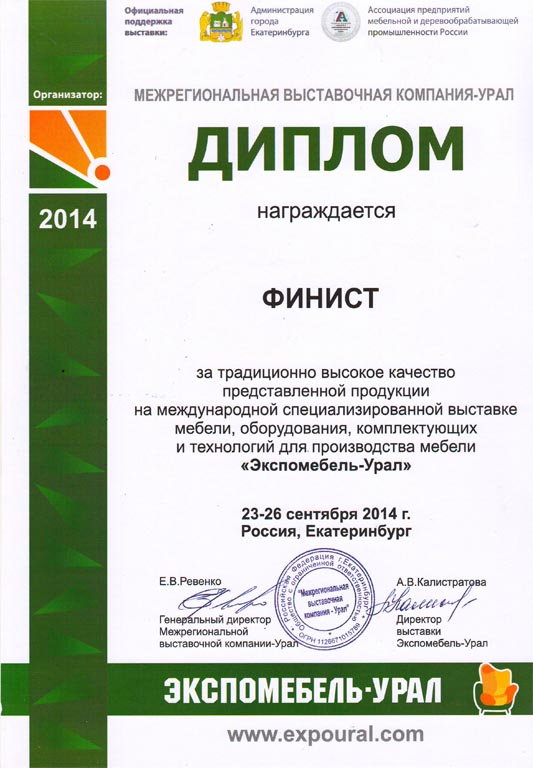 Официальная
поддержка
выставки:
Администрация
города
Екатеринбурга
Ассоциация предприятий
мебельной и деревообрабатывающей
промышленности России
Организатор:
МЕЖРЕГИОНАЛЬНАЯ ВЫСТАВОЧНАЯ КОМПАНИЯ-УРАЛ
ДИПЛОМ
2014
награждается
ФИНИСТ
за традиционно высокое качество
представленной продукции
на международной специализированной выставке
мебели, оборудования, комплектующих
и технологий для производства мебели
«Экспомебель-Урал»
23-26 сентября 2014 г.
Россия, Екатеринбург
Е.В.Ревенко
Генеральный директор
Межрегиональной
выставочной компании-Урал
Российская Федерация г.Екатеринбург
Общество с ограниченной ответственностью
"Межрегиональная
выставочная
компания - Урал"
ОГРН 1126671015789
А.В.Калистратова
Директор
выставки
Экспомебель-Урал
ЭКСПОМЕБЕЛЬ-УРАЛ
www.expoural.com